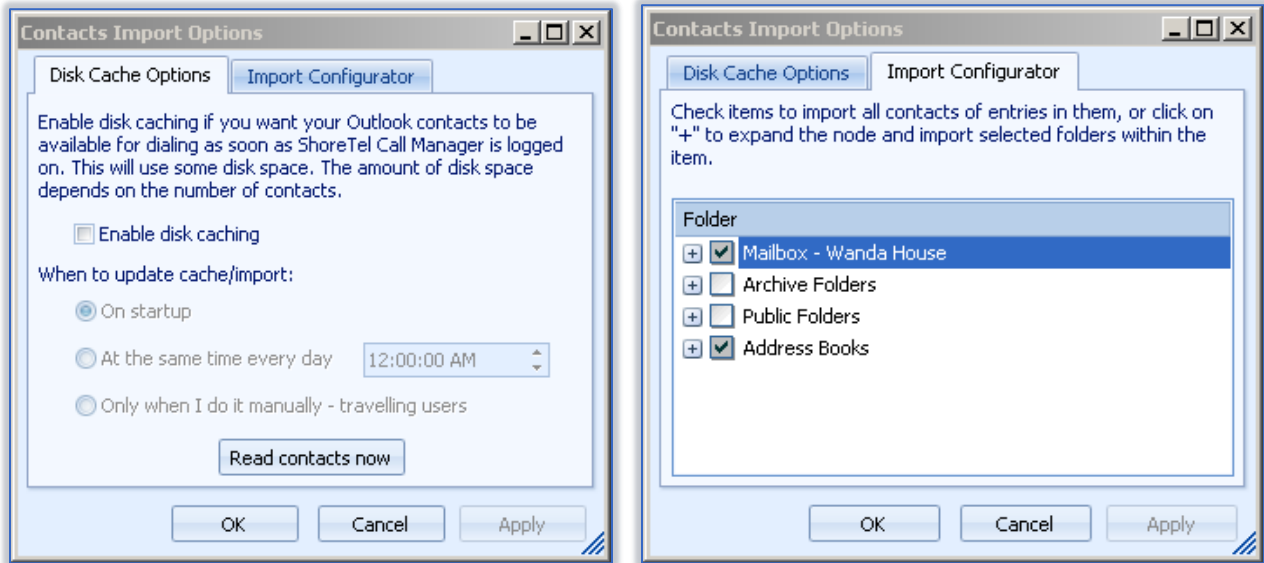 Contacts Import Options
Disk Cache Options
Import Configurator
Enable disk caching if you want your Outlook contacts to be
available for dialing as soon as ShoreTel Call Manager is logged
on. This will use some disk space. The amount of disk space
depends on the number of contacts.
Enable disk caching
When to update cache/import:
On startup
At the same time every day 12:00:00 AM
Only when I do it manually - travelling users
Read contacts now
OK Cancel Apply
Contacts Import Options
Disk Cache Options
Import Configurator
Check items to import all contacts of entries in them, or click on
"+" to expand the node and import selected folders within the
item.
Folder
Mailbox - Wanda House
Archive Folders
Public Folders
Address Books
OK Cancel Apply